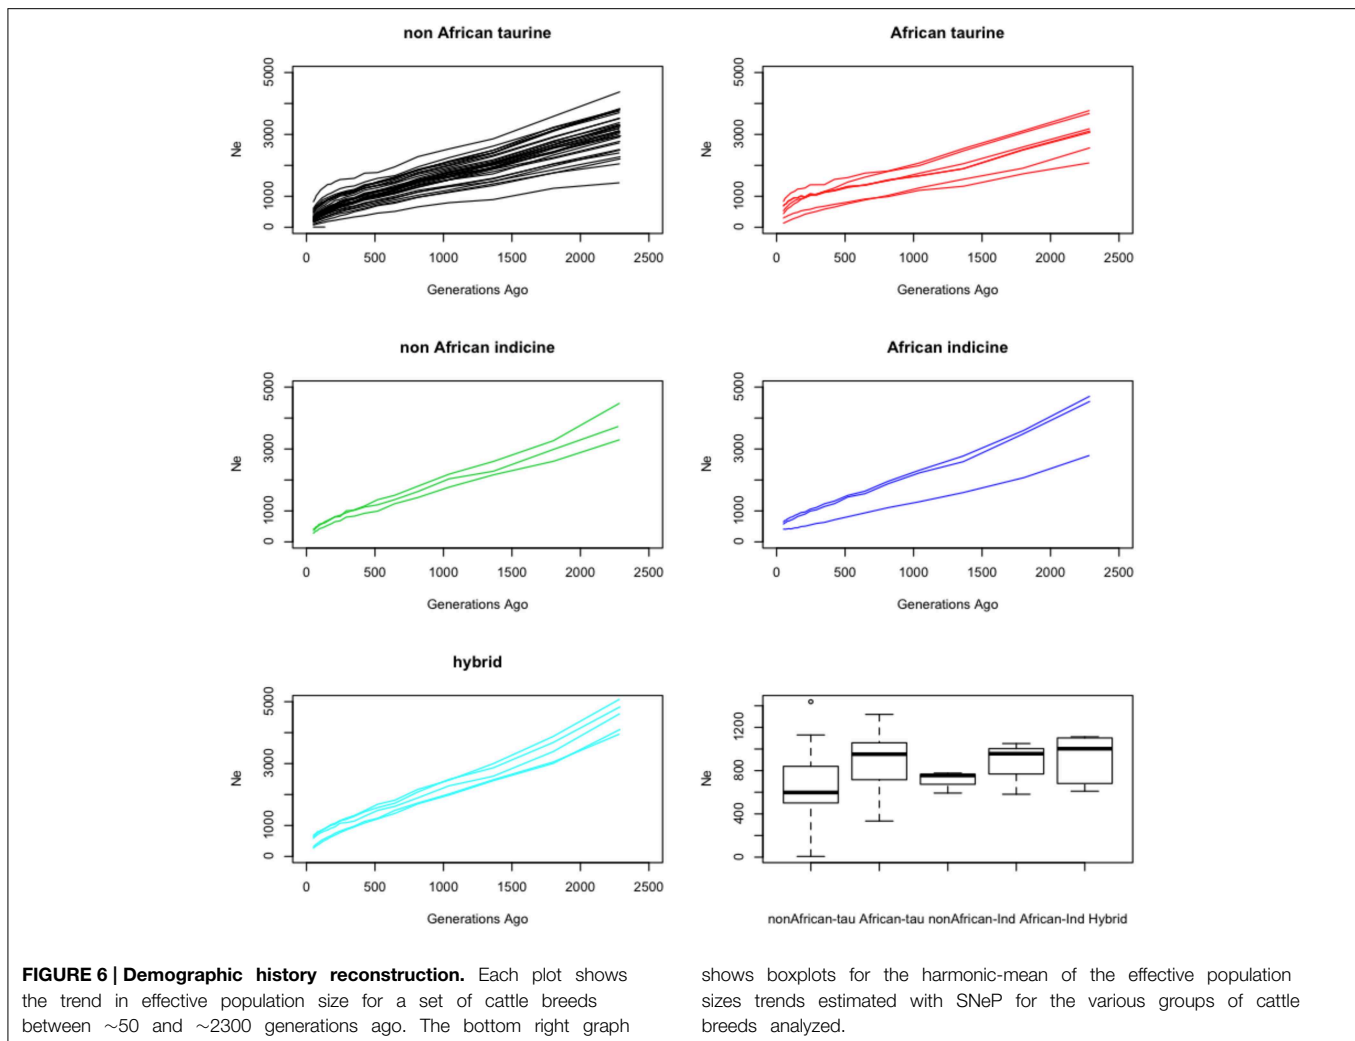 non African taurine
5000
3000
1000
0
Ne
0 500 1000 1500 2000 2500
Generations Ago
African taurine
5000
3000
1000
0
Ne
0 500 1000 1500 2000 2500
Generations Ago
non African indicine
5000
3000
1000
0
Ne
0 500 1000 1500 2000 2500
Generations Ago
African indicine
5000
3000
1000
0
Ne
0 500 1000 1500 2000 2500
Generations Ago
hybrid
5000
3000
1000
0
Ne
0 500 1000 1500 2000 2500
Generations Ago
1200
800
400
0
Ne
nonAfrican-tau African-tau nonAfrican-Ind African-Ind Hybrid
FIGURE 6 | Demographic history reconstruction. Each plot shows
the trend in effective population size for a set of cattle breeds
between ~50 and ~2300 generations ago. The bottom right graph
shows boxplots for the harmonic-mean of the effective population
sizes trends estimated with SNeP for the various groups of cattle
breeds analyzed.